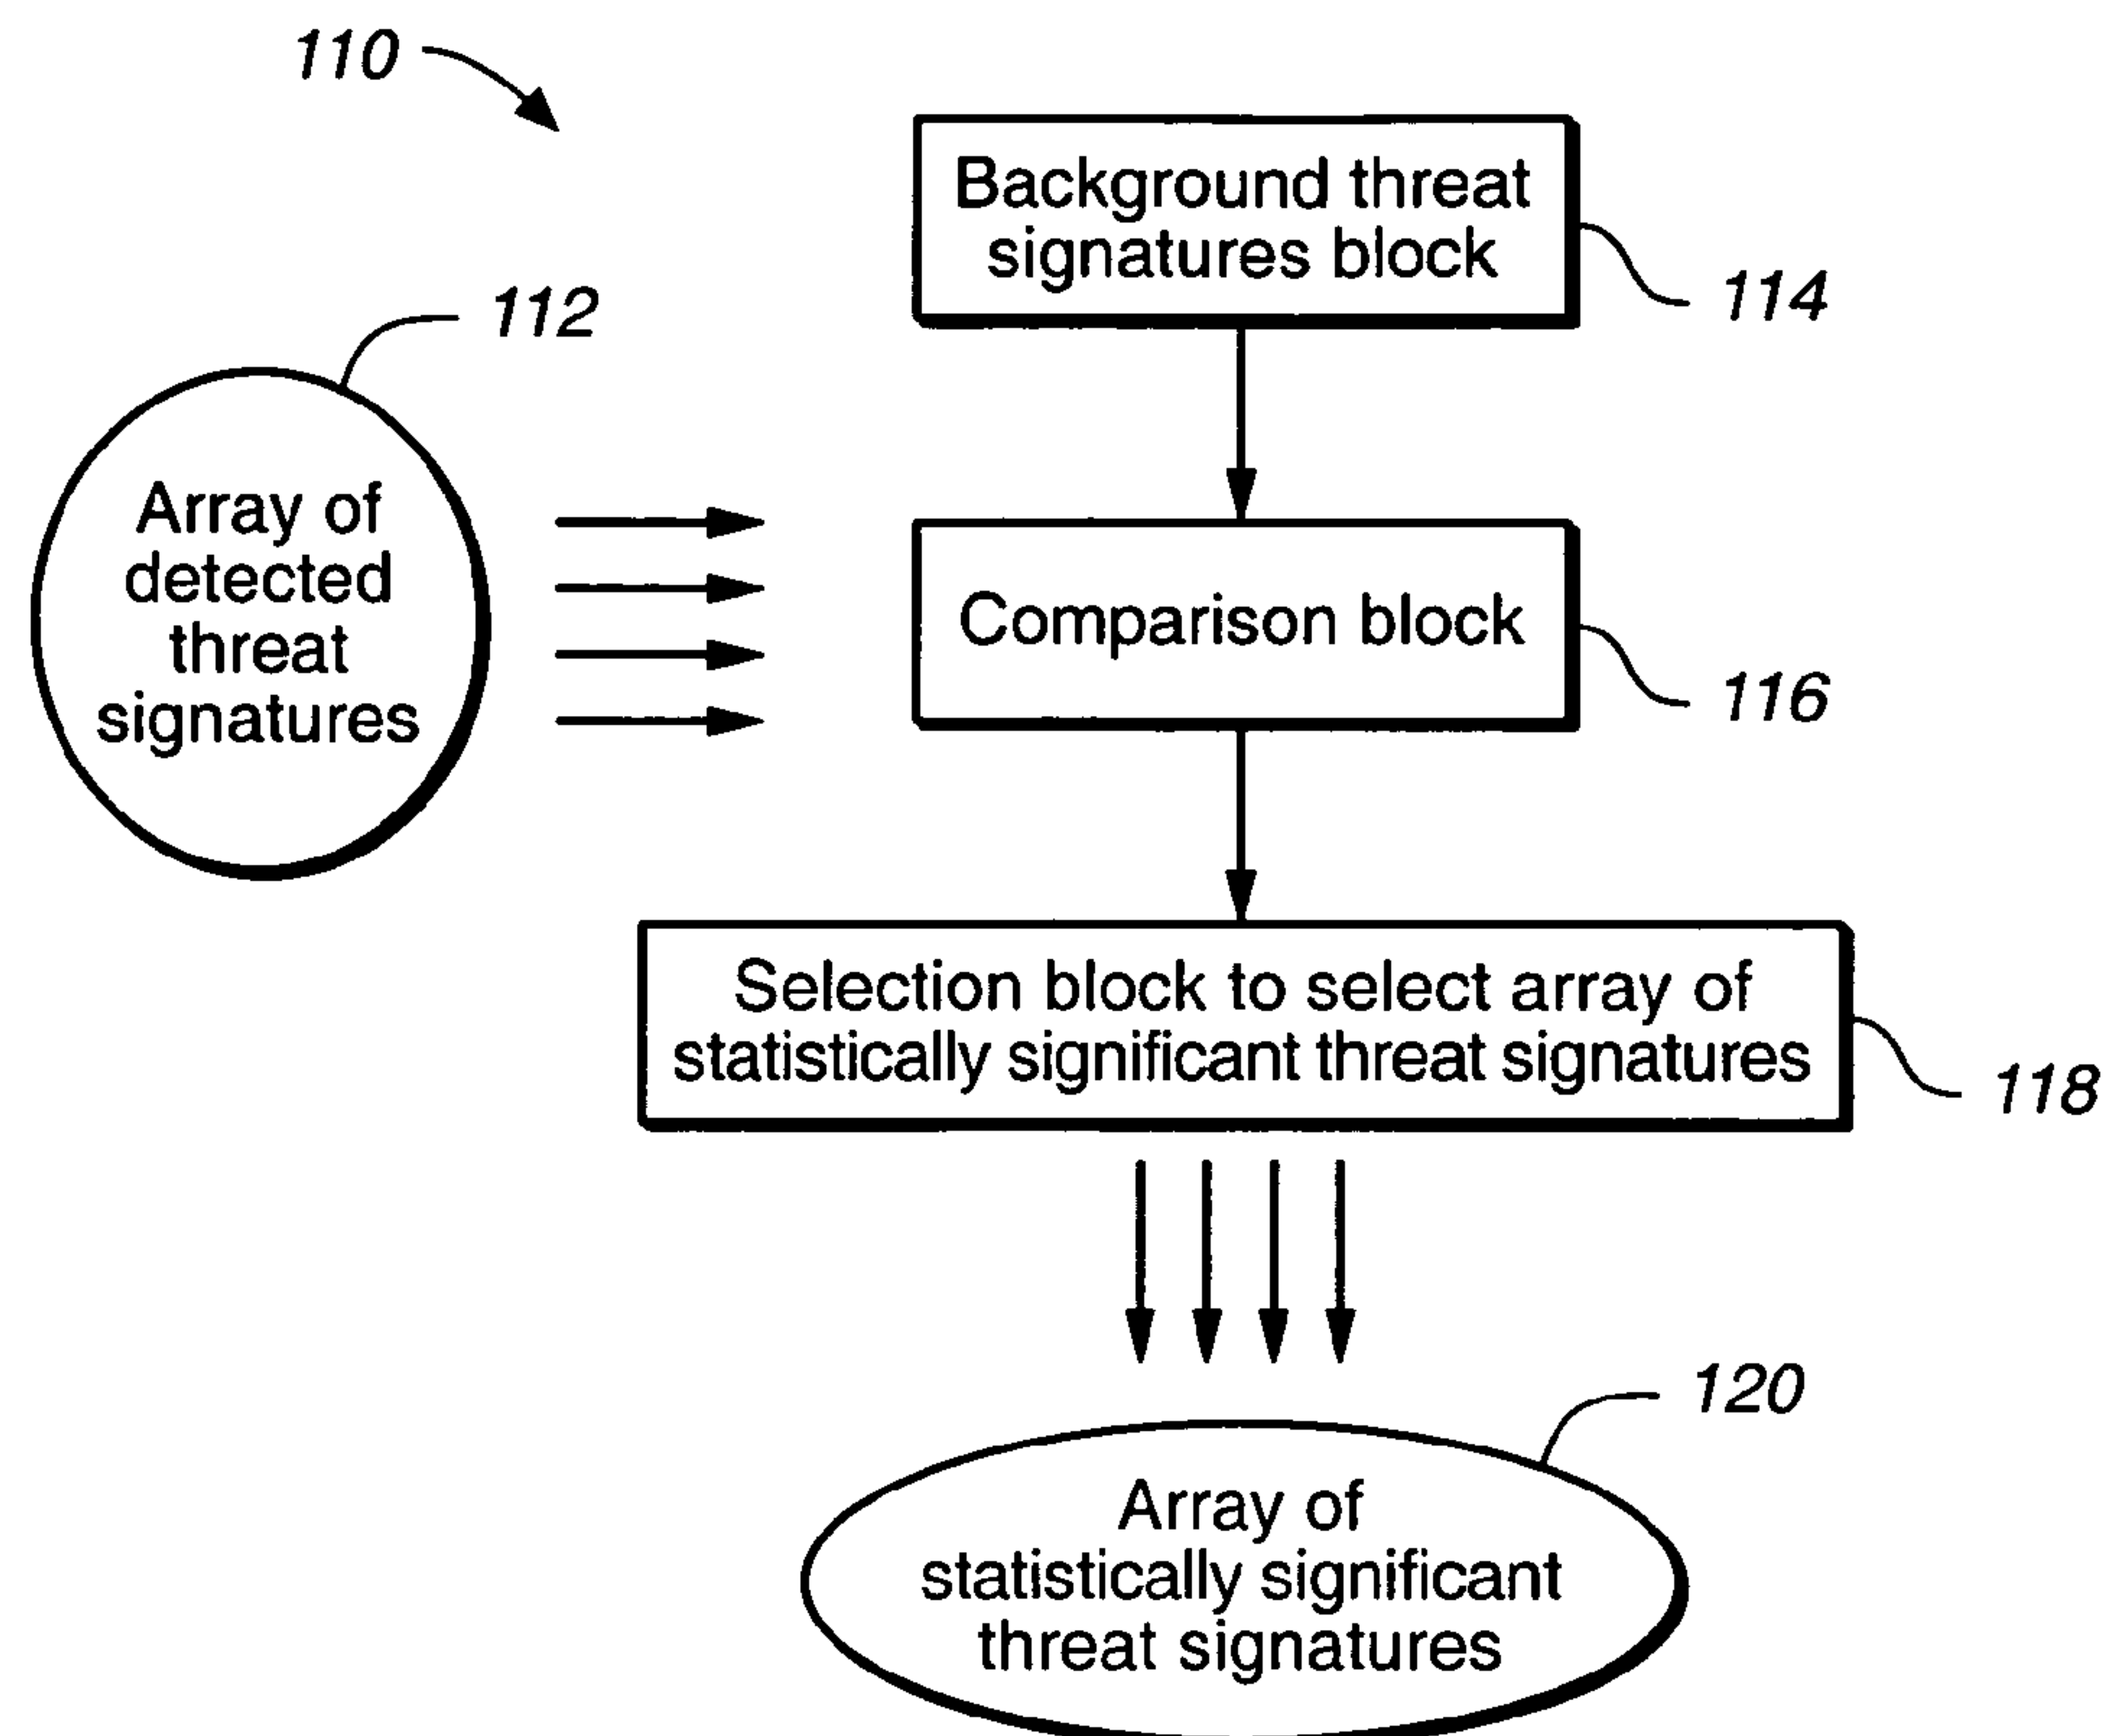 110
Background threat
signatures block
114
112
Array of
detected
threat
signatures
Comparison block
116
Selection block to select array of
statistically significant threat signatures
118
120
Array of
statistically significant
threat signatures